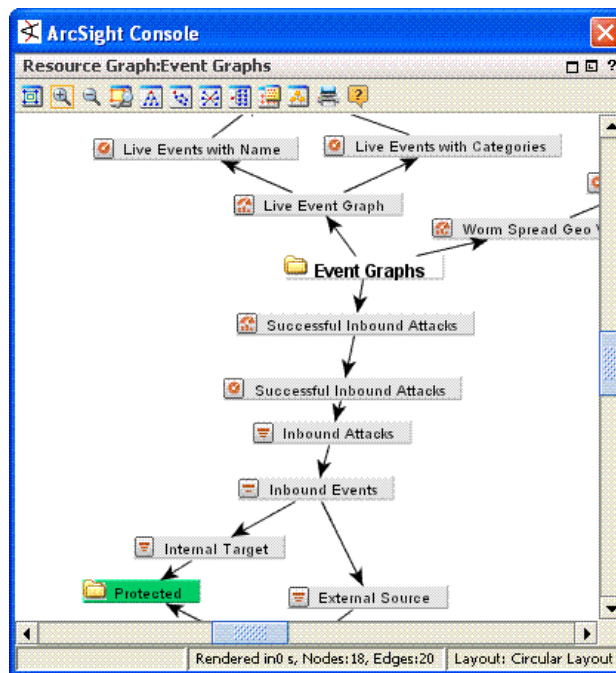 ArcSight Console
Resource Graph:Event Graphs
Live Events with Name
Live Events with Categories
Live Event Graph
Worm Spread Geo V
Event Graphs
Successful Inbound Attacks
Successful Inbound Attacks
Inbound Attacks
Inbound Events
Internal Target
Protected
External Source
Rendered in0 s, Nodes:18, Edges:20
Layout: Circular Layout